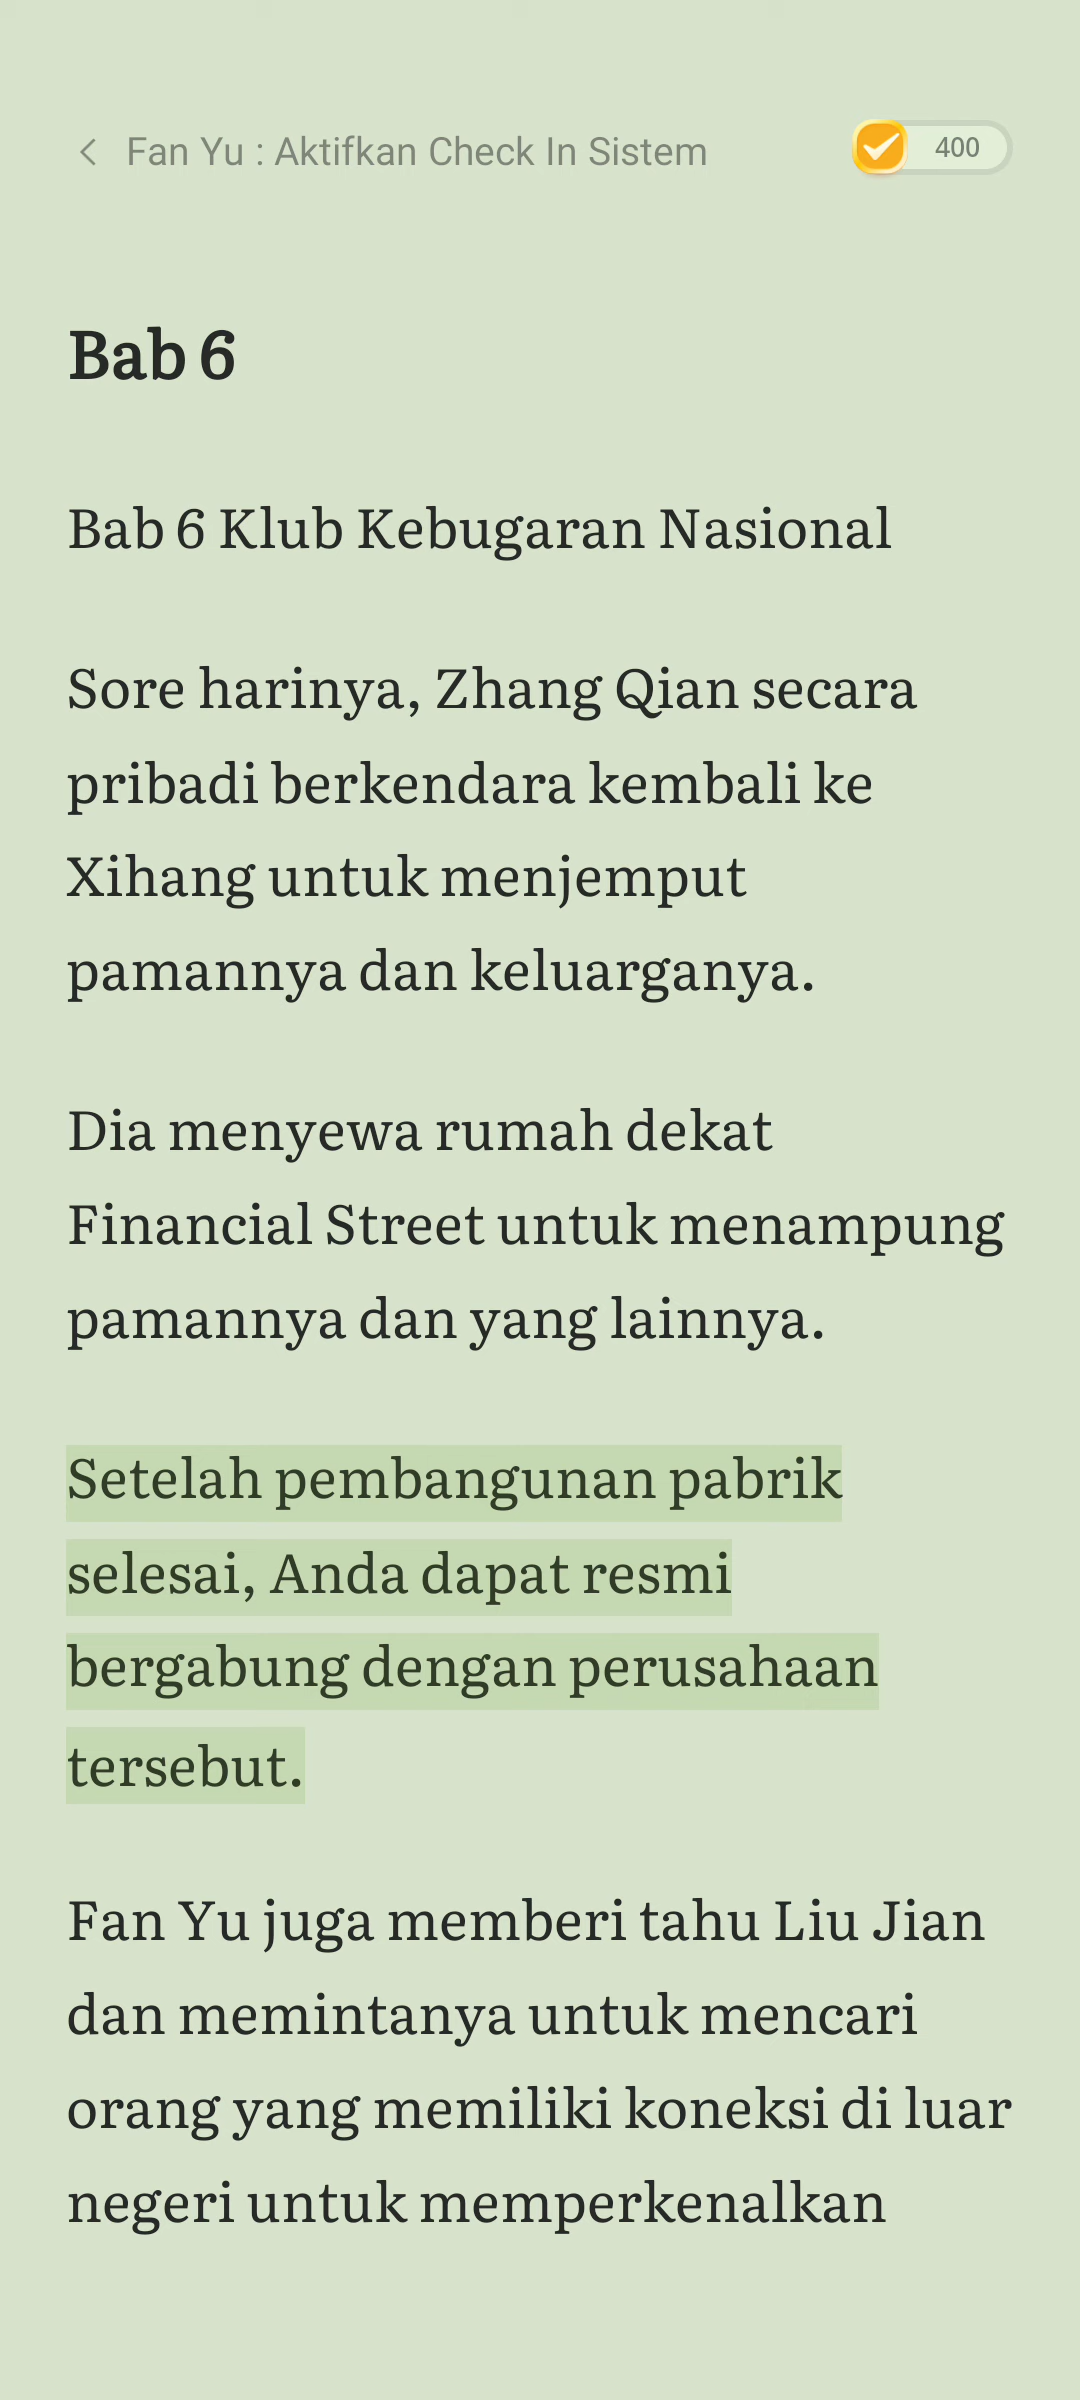 Fan Yu : Aktifkan Check In Sistem
400
Bab 6
Bab 6 Klub Kebugaran Nasional
Sore harinya, Zhang Qian secara
pribadi berkendara kembali ke
Xihang untuk menjemput
pamannya dan keluarganya.
Dia menyewa rumah dekat
Financial Street untuk menampung
pamannya dan yang lainnya.
Setelah pembangunan pabrik
selesai, Anda dapat resmi
bergabung dengan perusahaan
tersebut.
Fan Yu juga memberi tahu Liu Jian
dan memintanya untuk mencari
orang yang memiliki koneksi di luar
negeri untuk memperkenalkan